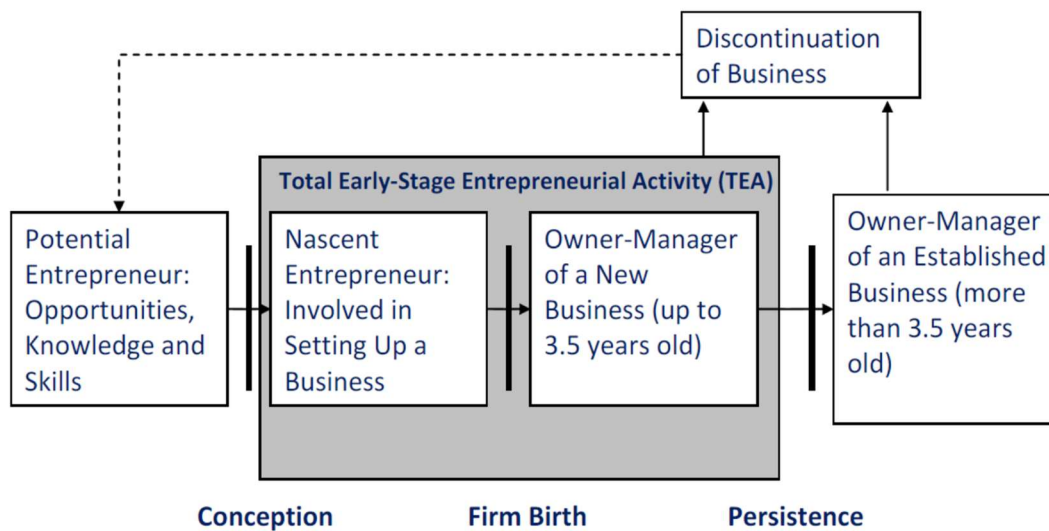 Discontinuation
of Business
Total Early-Stage Entrepreneurial Activity (TEA)
Potential
Entrepreneur:
Opportunities,
Knowledge and
Skills
Nascent
Entrepreneur:
Involved in
Setting Up a
Business
Owner-Manager
of a New
Business (up to
3.5 years old)
Owner-Manager
of an Established
Business (more
than 3.5 years
old)
Conception
Firm Birth
Persistence